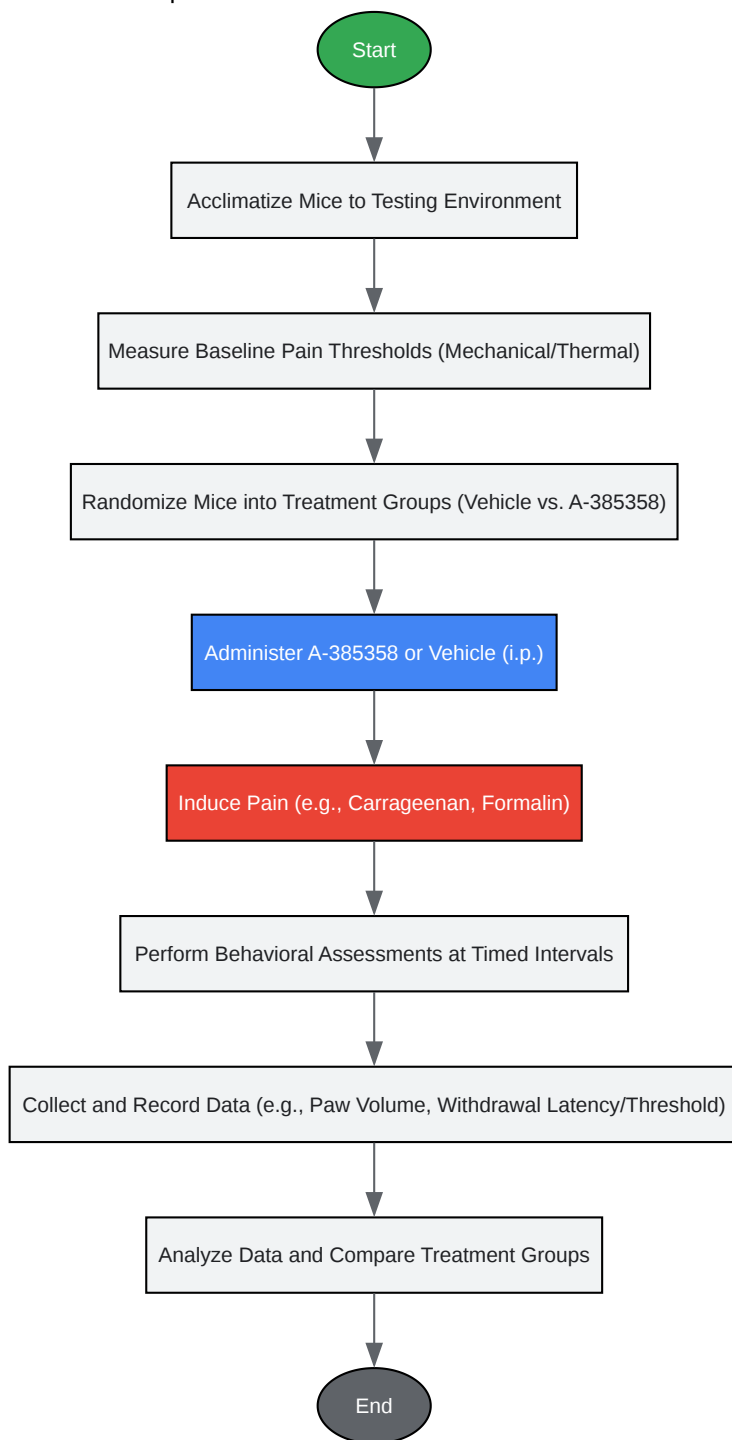 Start
Acclimatize Mice to Testing Environment
Measure Baseline Pain Thresholds (Mechanical/Thermal)
Randomize Mice into Treatment Groups (Vehicle vs. A-385358)
Administer A-385358 or Vehicle (i.p.)
Induce Pain (e.g., Carrageenan, Formalin)
Perform Behavioral Assessments at Timed Intervals
Collect and Record Data (e.g., Paw Volume, Withdrawal Latency/Threshold)
Analyze Data and Compare Treatment Groups
End